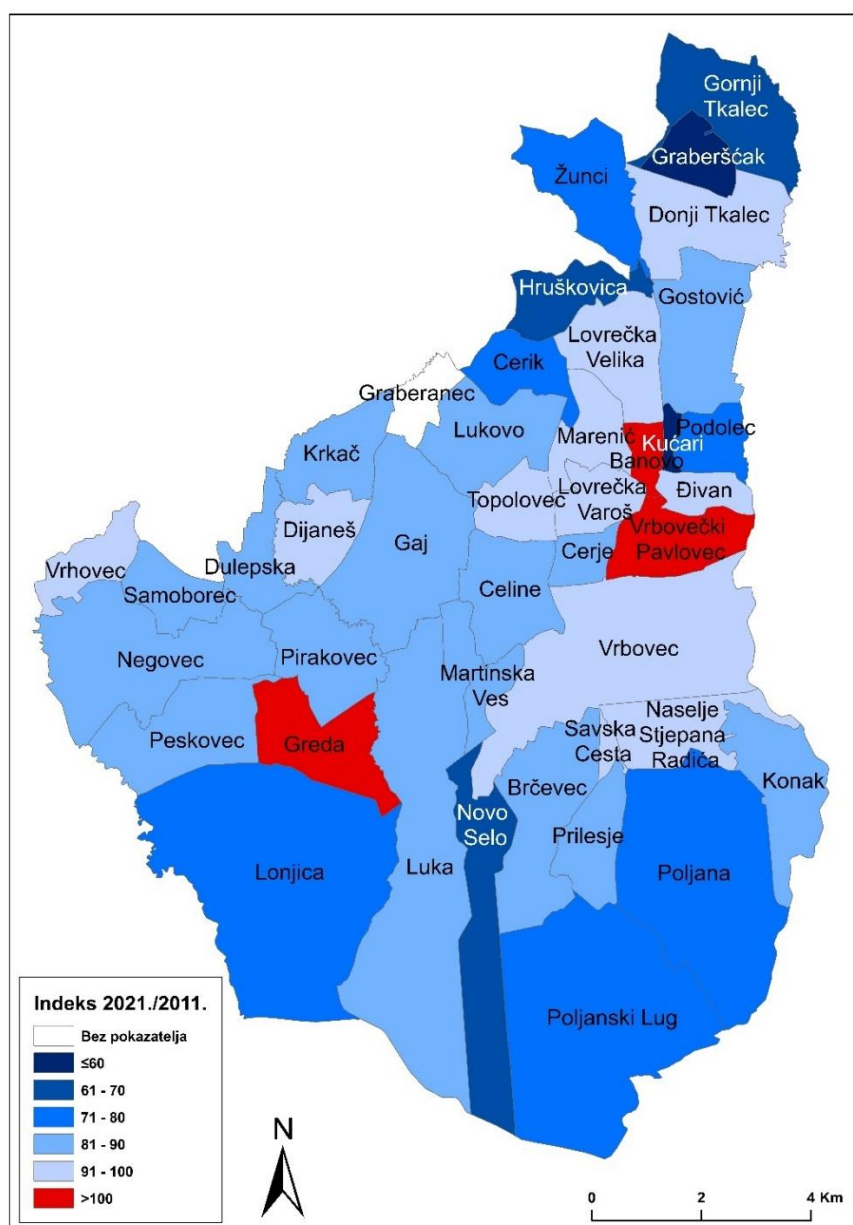 Gornji
Tkalec
Graberšćak
Žunci
Donji Tkalec
Hruškovica
Gostović
Lovrečka
Velika
Cerik
Graberanec
Lukovo
Marenić
Kućari
Podolec
Banovo
Krkač
Topolovec
Lovrečka
Varoš
Đivan
Dijaneš
Gaj
Vrbovečki
Pavlovec
Cerje
Vrhovec
Dulepska
Samoborec
Celine
Negovec
Pirakovec
Martinska
Ves
Vrbovec
Peskovec
Greda
Savska
Cesta
Naselje
Stjepana
Radića
Brčevec
Konak
Novo
Selo
Prilesje
Lonjica
Luka
Poljana
Poljanski Lug
Indeks 2021./2011.
Bez pokazatelja
≤60
61 - 70
71 - 80
81 - 90
91 - 100
>100
N
0 2 4 Km